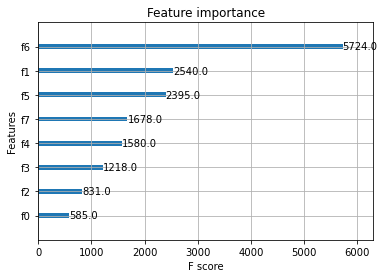 Feature importance
Features
f6
5724.0
f1
2540.0
f5
2395.0
f7
1678.0
f4
1580.0
f3
1218.0
f2
831.0
f0
585.0
0 1000 2000 3000 4000 5000 6000
F score